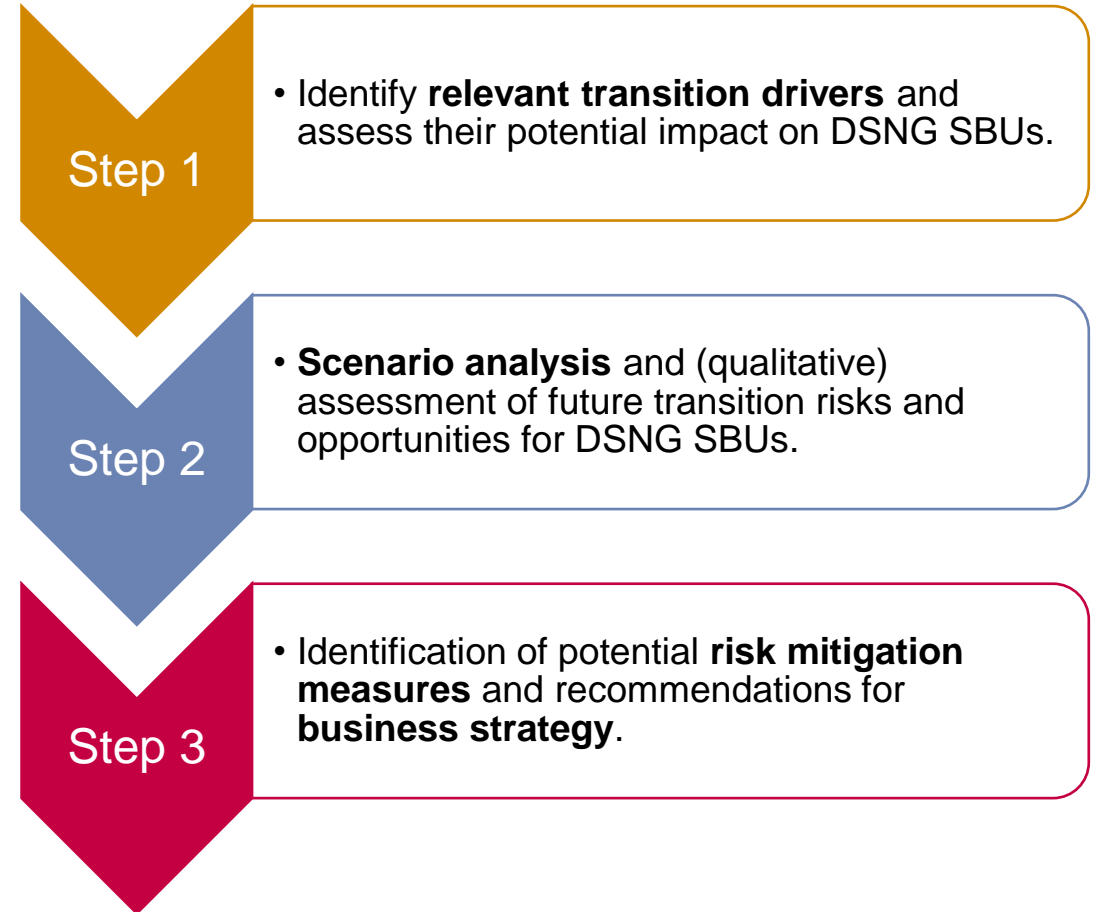 Step 1
• Identify relevant transition drivers and
assess their potential impact on DSNG SBUs.
Step 2
• Scenario analysis and (qualitative)
assessment of future transition risks and
opportunities for DSNG SBUs.
Step 3
• Identification of potential risk mitigation
measures and recommendations for
business strategy.